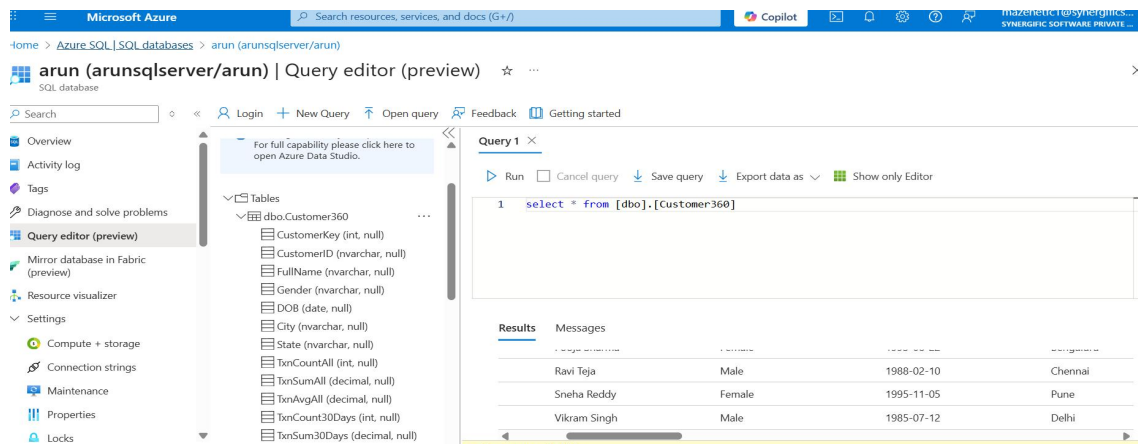 Microsoft Azure
Search resources, services, and docs (G+/)
Copilot
SYNERGIFIC SOFTWARE PRIVATE ...
Home > Azure SQL | SQL databases > arun (arunsqlserver/arun)
arun (arunsqlserver/arun) | Query editor (preview)
SQL database
Search
Login
New Query
Open query
Feedback
Getting started
Overview
Activity log
Tags
Diagnose and solve problems
Query editor (preview)
Mirror database in Fabric
(preview)
Resource visualizer
Settings
Compute + storage
Connection strings
Maintenance
Properties
Locks
For full capability please click here to
open Azure Data Studio.
Tables
dbo.Customer360
CustomerKey (int, null)
CustomerID (nvarchar, null)
FullName (nvarchar, null)
Gender (nvarchar, null)
DOB (date, null)
City (nvarchar, null)
State (nvarchar, null)
TxnCountAll (int, null)
TxnSumAll (decimal, null)
TxnAvgAll (decimal, null)
TxnCount30Days (int, null)
TxnSum30Days (decimal, null)
Query 1
Run
Cancel query
Save query
Export data as
Show only Editor
1 select * from [dbo].[Customer360]
Results Messages
Ravi Teja Male 1988-02-10 Chennai
Sneha Reddy Female 1995-11-05 Pune
Vikram Singh Male 1985-07-12 Delhi